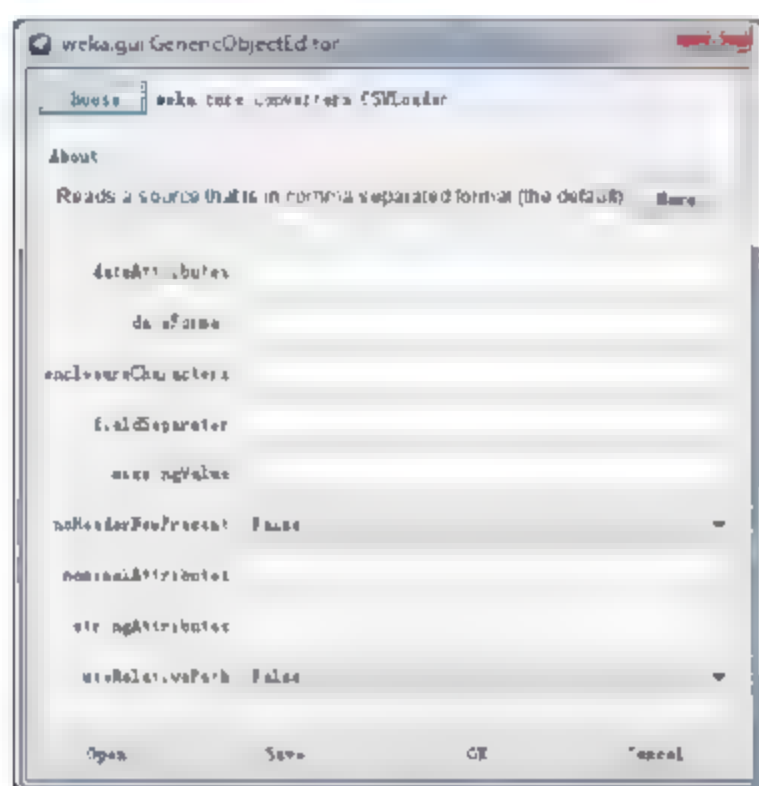 weka.gui.GenericObjectEditor
Choose weka.core.converters.CSVLoader
About
Reads a source that is in comma separated format (the default) More
dateAttributes
dateFormat
enclosureCharacters
fieldSeparator
missingValue
noHeaderRowPresent False
nominalAttributes
stringAttributes
useRelativePath False
Open Save OK Cancel